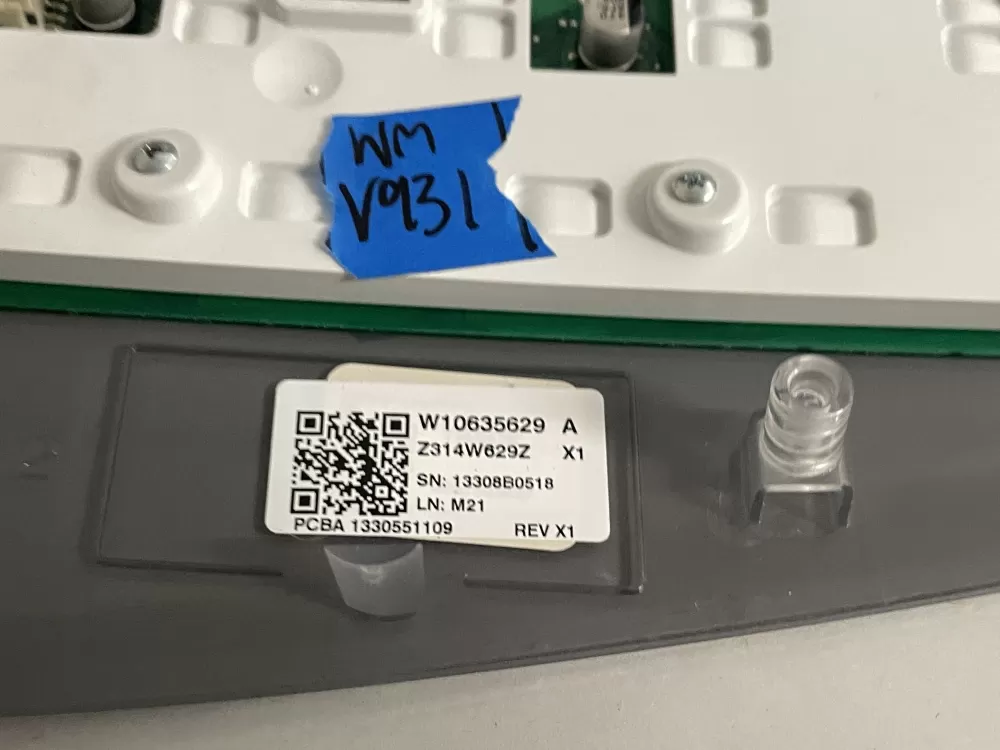 WM
V931
W10635629 A
Z314W629Z X1
SN: 13308B0518
LN: M21
PCBA 1330551109 REV X1